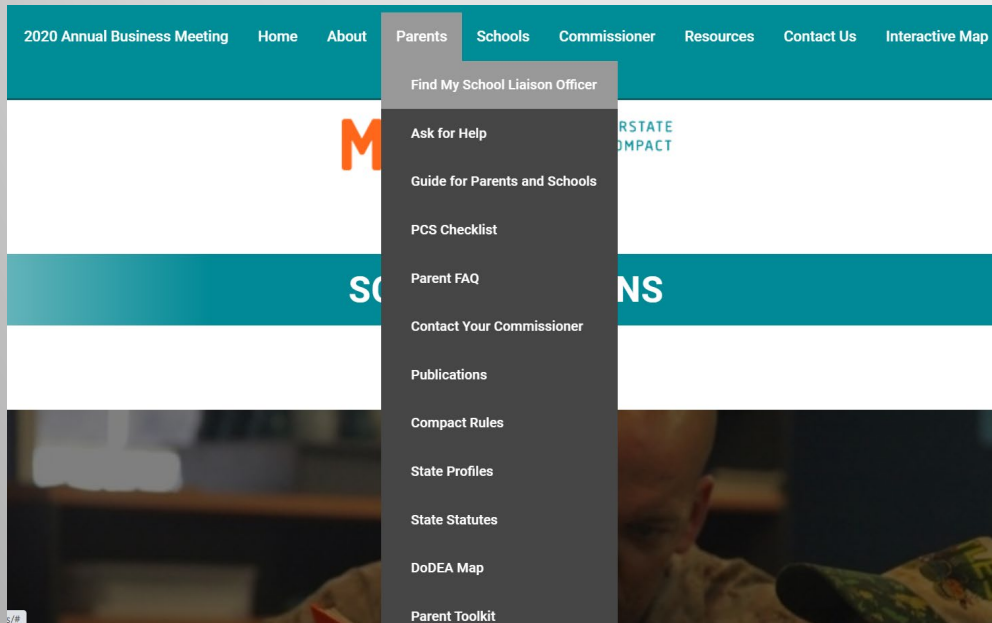 2020 Annual Business Meeting Home About Parents Schools Commissioner Resources Contact Us Interactive Map
Find My School Liaison Officer
Ask for Help
RSTATE
OMPACT
M
Guide for Parents and Schools
PCS Checklist
Parent FAQ
NS
Contact Your Commissioner
Publications
Compact Rules
State Profiles
State Statutes
DoDEA Map
Parent Toolkit
s/#